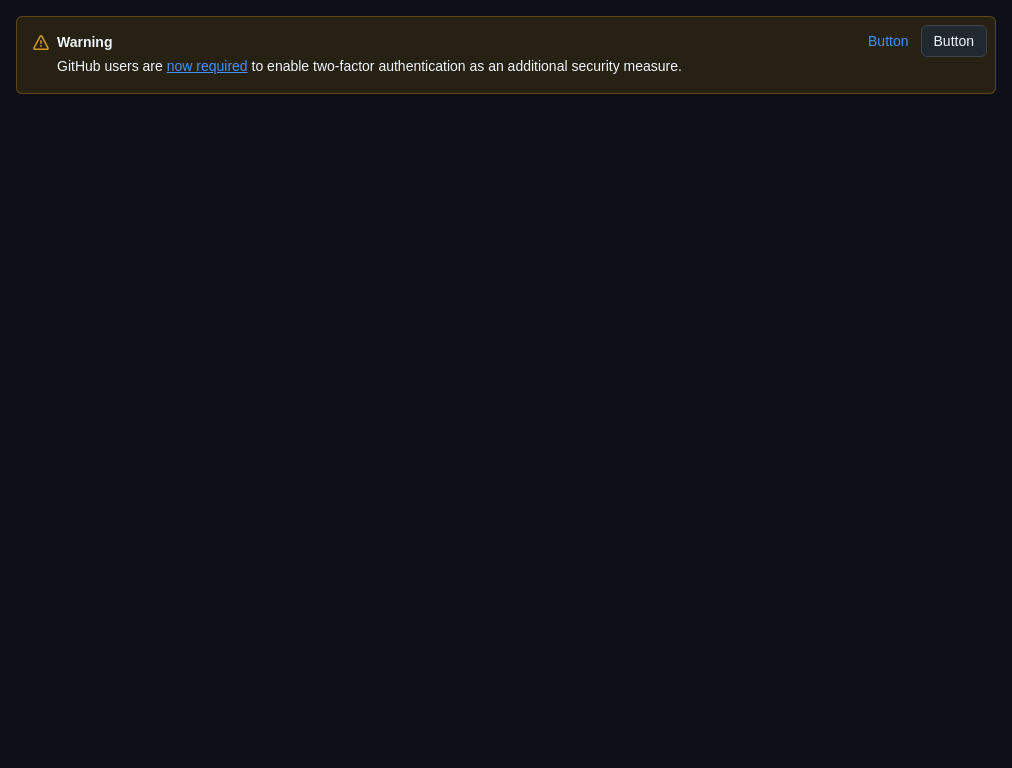 Warning
Button
Button
GitHub users are now required to enable two-factor authentication as an additional security measure.